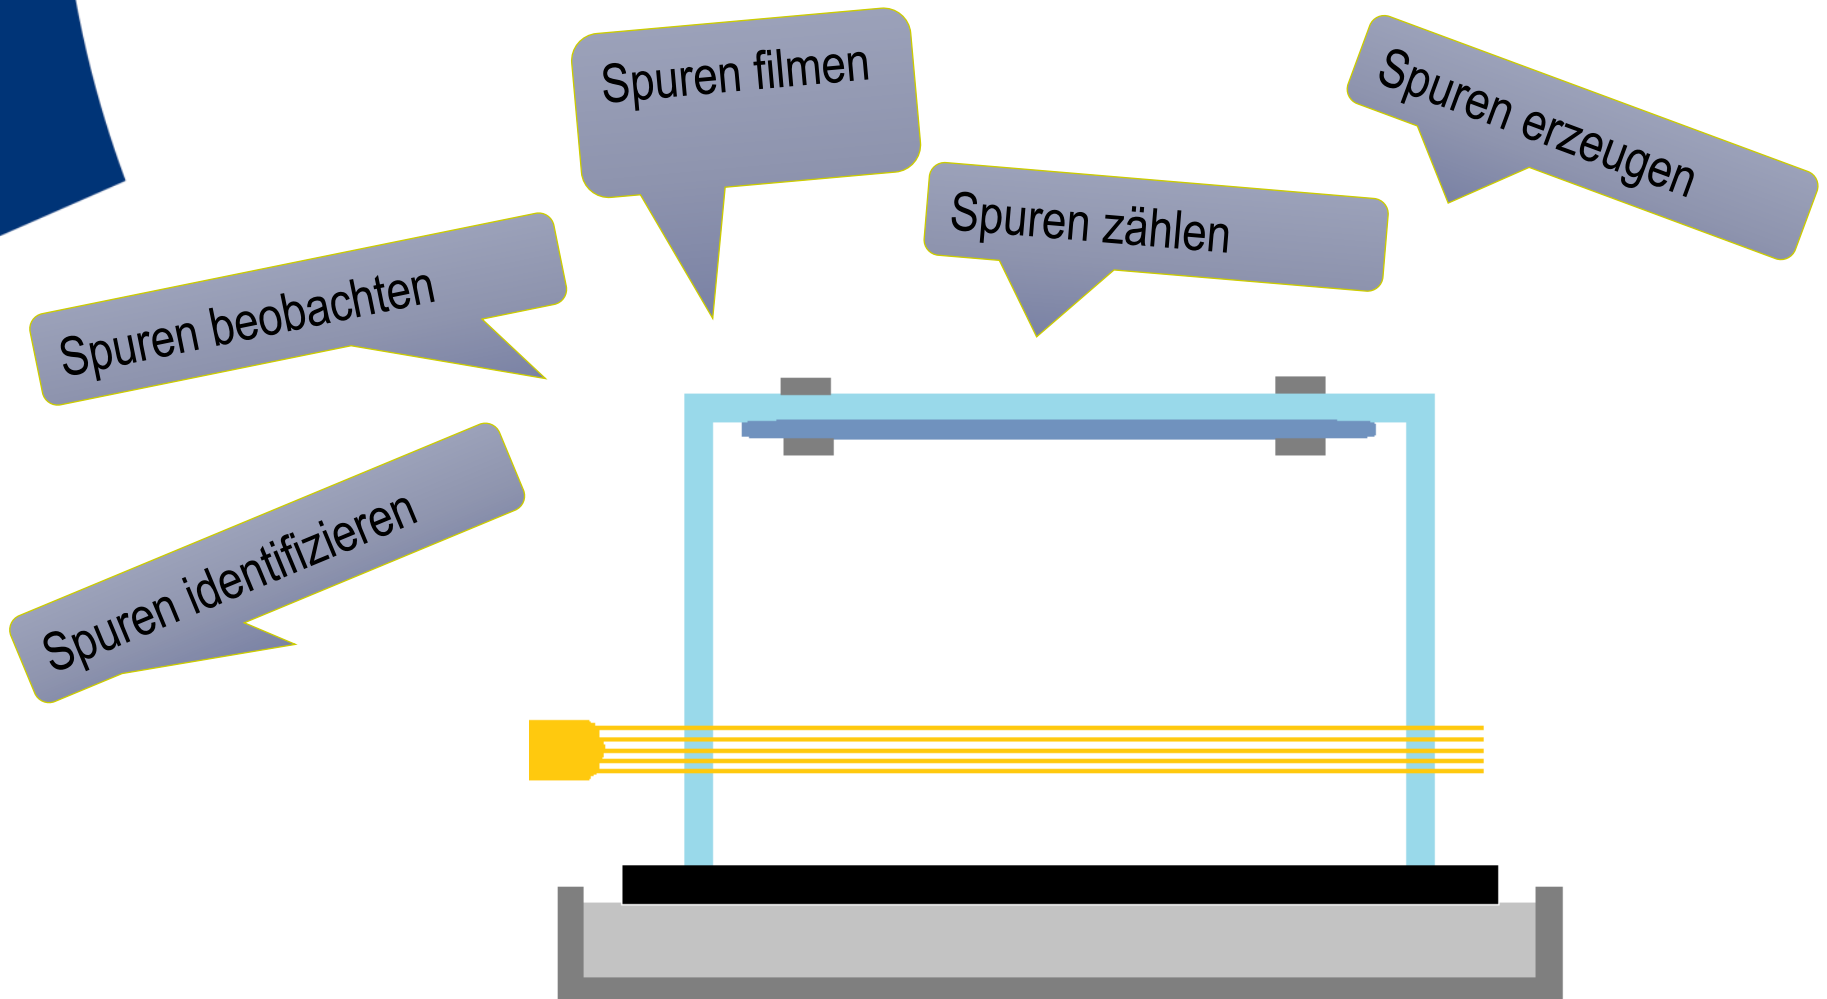 Spuren filmen
Spuren erzeugen
Spuren zählen
Spuren beobachten
Spuren identifizieren